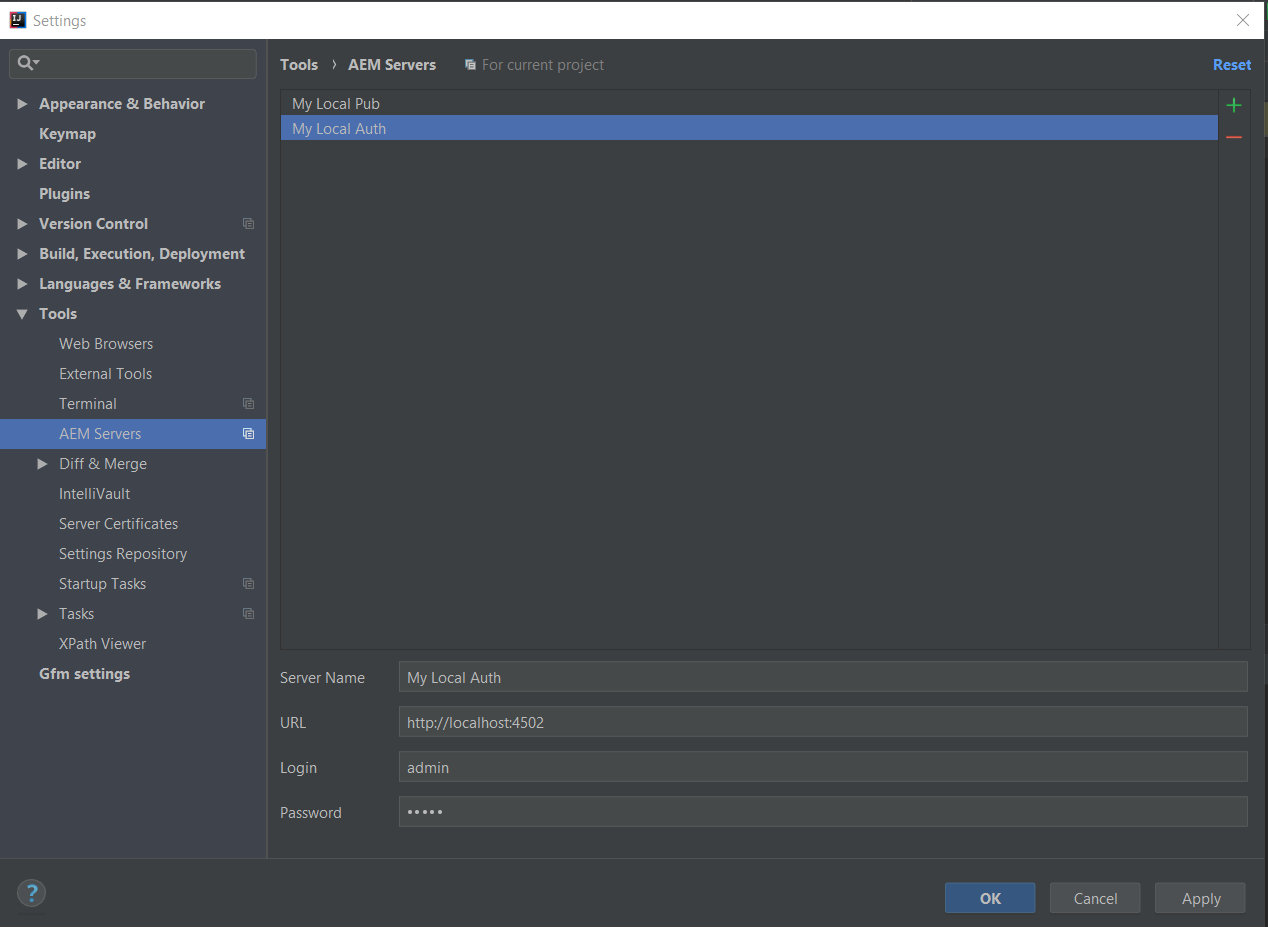 Settings
Tools › AEM Servers For current project Reset
Appearance & Behavior
Keymap
Editor
Plugins
Version Control
Build, Execution, Deployment
Languages & Frameworks
Tools
Web Browsers
External Tools
Terminal
AEM Servers
Diff & Merge
IntelliVault
Server Certificates
Settings Repository
Startup Tasks
Tasks
XPath Viewer
Gfm settings
My Local Pub
My Local Auth
Server Name My Local Auth
URL http://localhost:4502
Login admin
Password •••••
? OK Cancel Apply